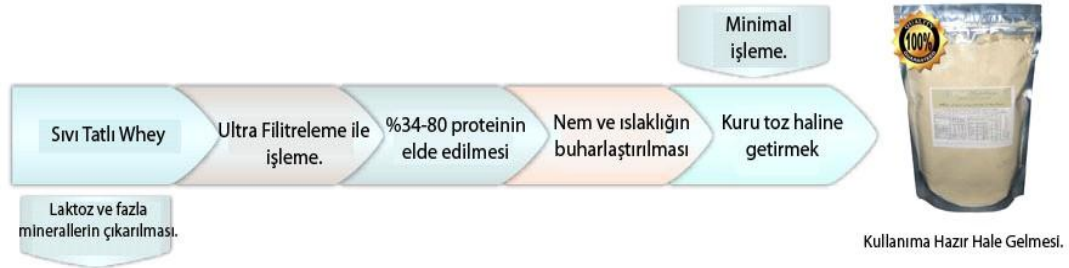 Minimal
işleme.
Sıvı Tatlı Whey
Ultra Filitreleme ile
işleme.
%34-80 proteinin
elde edilmesi
Nem ve ıslaklığın
buharlaştırılması
Kuru toz haline
getirmek
Laktoz ve fazla
minerallerin çıkarılması.
QUALITY
100%
Kullanıma Hazır Hale Gelmesi.